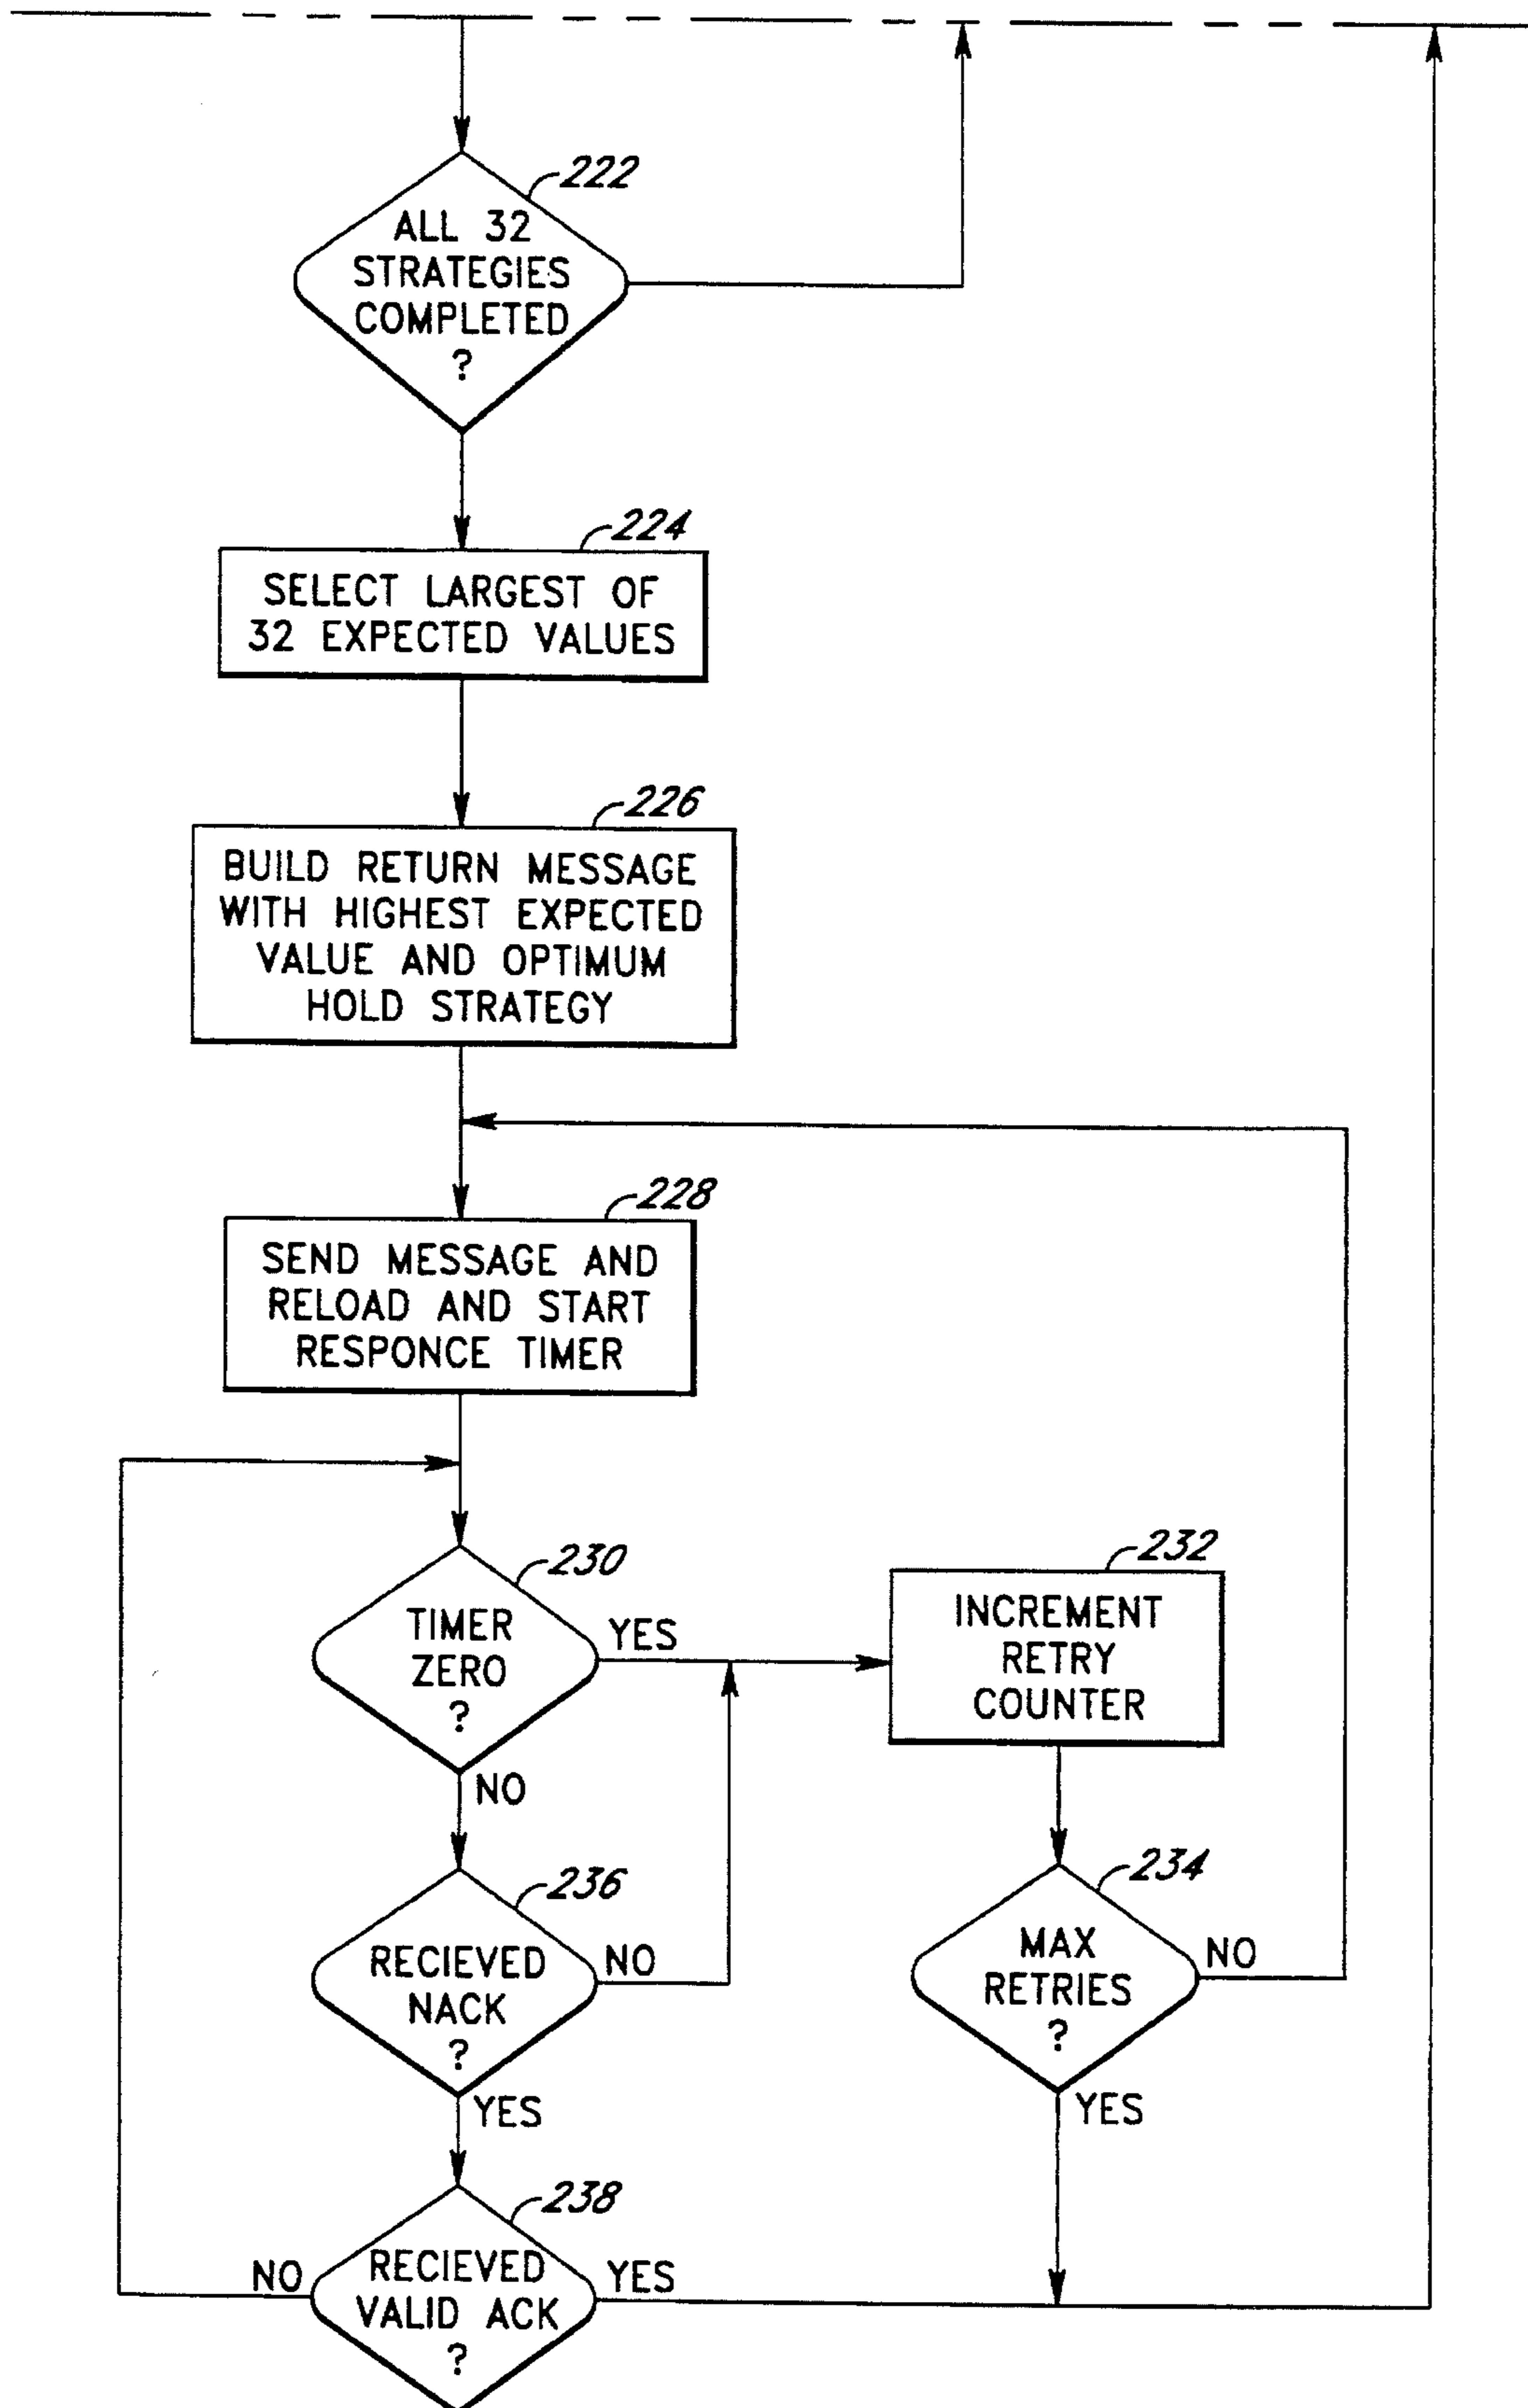 222
ALL 32
STRATEGIES
COMPLETED
?
224
SELECT LARGEST OF
32 EXPECTED VALUES
226
BUILD RETURN MESSAGE
WITH HIGHEST EXPECTED
VALUE AND OPTIMUM
HOLD STRATEGY
228
SEND MESSAGE AND
RELOAD AND START
RESPONCE TIMER
230
TIMER
ZERO
?
YES
NO
232
INCREMENT
RETRY
COUNTER
236
RECIEVED
NACK
?
NO
YES
234
MAX
RETRIES
?
NO
YES
238
RECIEVED
VALID ACK
?
NO
YES